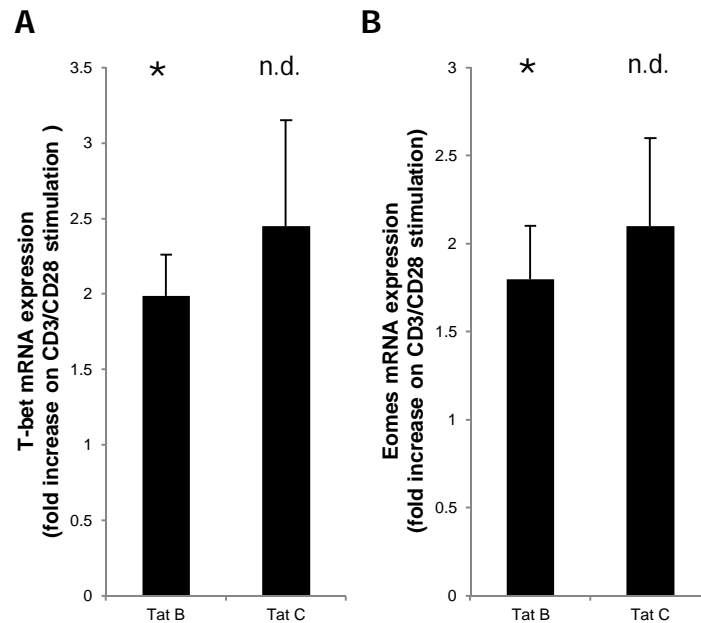 A
T-bet mRNA expression
(fold increase on CD3/CD28 stimulation )
3.5
3
2.5
2
1.5
1
0.5
0
*
n.d.
Tat B
Tat C
B
Eomes mRNA expression
(fold increase on CD3/CD28 stimulation)
3
2.5
2
1.5
1
0.5
0
*
n.d.
Tat B
Tat C